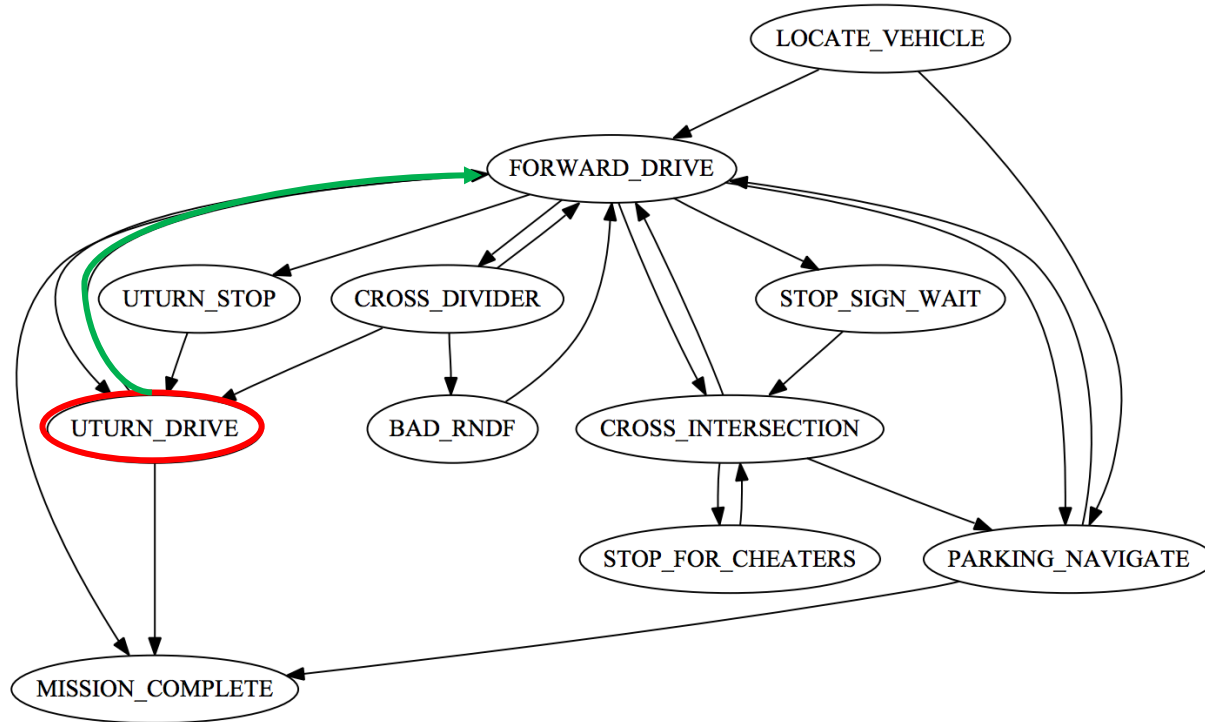 LOCATE_VEHICLE
FORWARD_DRIVE
UTURN_STOP
CROSS_DIVIDER
STOP_SIGN_WAIT
UTURN_DRIVE
BAD_RNDF
CROSS_INTERSECTION
STOP_FOR_CHEATERS
PARKING_NAVIGATE
MISSION_COMPLETE